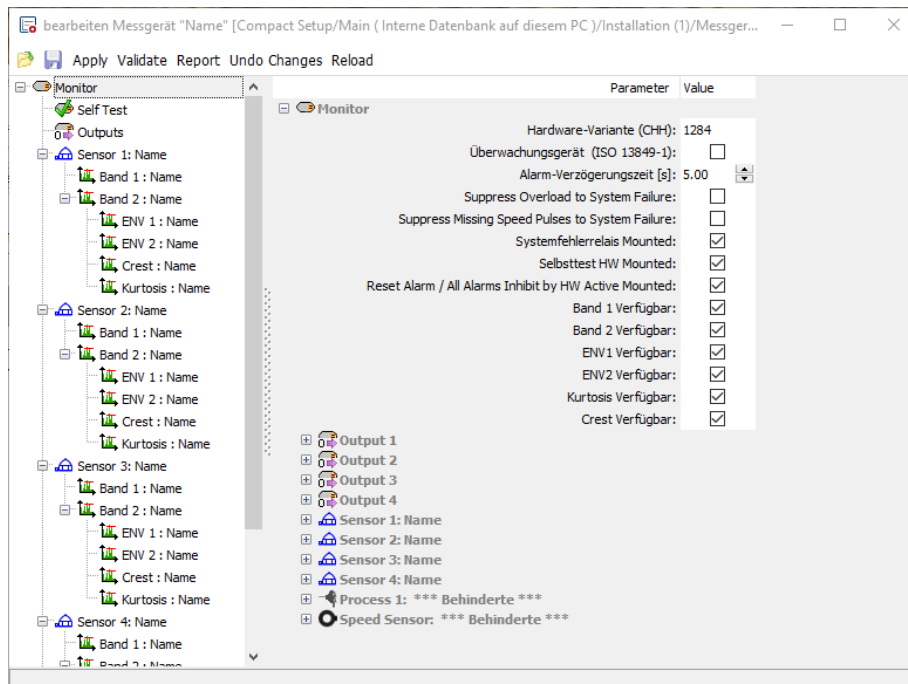 bearbeiten Messgerät "Name" [Compact Setup/Main ( Interne Datenbank auf diesem PC )/Installation (1)/Messger...
Apply Validate Report Undo Changes Reload
Monitor
Self Test
Outputs
Sensor 1: Name
Band 1 : Name
Band 2 : Name
ENV 1 : Name
ENV 2 : Name
Crest : Name
Kurtosis : Name
Sensor 2: Name
Band 1 : Name
Band 2 : Name
ENV 1 : Name
ENV 2 : Name
Crest : Name
Kurtosis : Name
Sensor 3: Name
Band 1 : Name
Band 2 : Name
ENV 1 : Name
ENV 2 : Name
Crest : Name
Kurtosis : Name
Sensor 4: Name
Band 1 : Name
Band 2 : Name
Parameter Value
Monitor
Hardware-Variante (CHH): 1284
Überwachungsgerät (ISO 13849-1):
Alarm-Verzögerungszeit [s]: 5.00
Suppress Overload to System Failure:
Suppress Missing Speed Pulses to System Failure:
Systemfehlerrelais Mounted:
Selbsttest HW Mounted:
Reset Alarm / All Alarms Inhibit by HW Active Mounted:
Band 1 Verfügbar:
Band 2 Verfügbar:
ENV1 Verfügbar:
ENV2 Verfügbar:
Kurtosis Verfügbar:
Crest Verfügbar:
Output 1
Output 2
Output 3
Output 4
Sensor 1: Name
Sensor 2: Name
Sensor 3: Name
Sensor 4: Name
Process 1: *** Behinderte ***
Speed Sensor: *** Behinderte ***